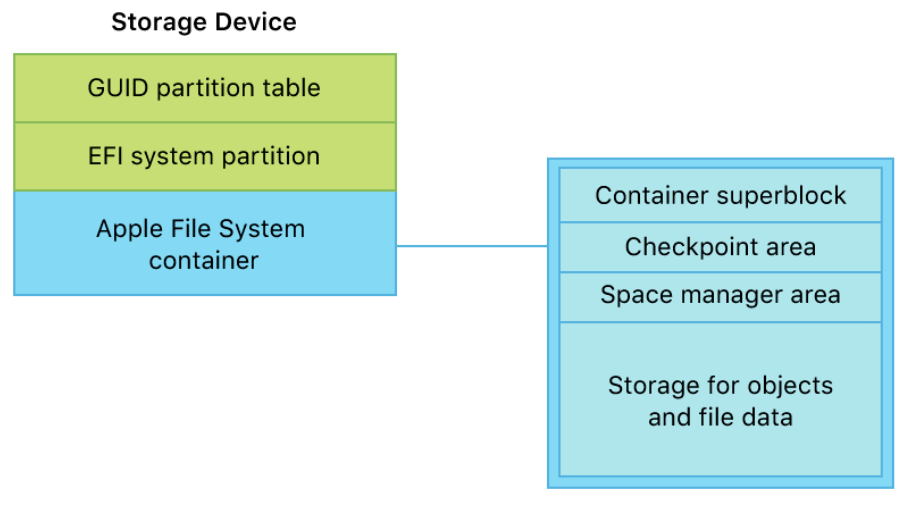 Storage Device
GUID partition table
EFI system partition
Apple File System
container
Container superblock
Checkpoint area
Space manager area
Storage for objects
and file data